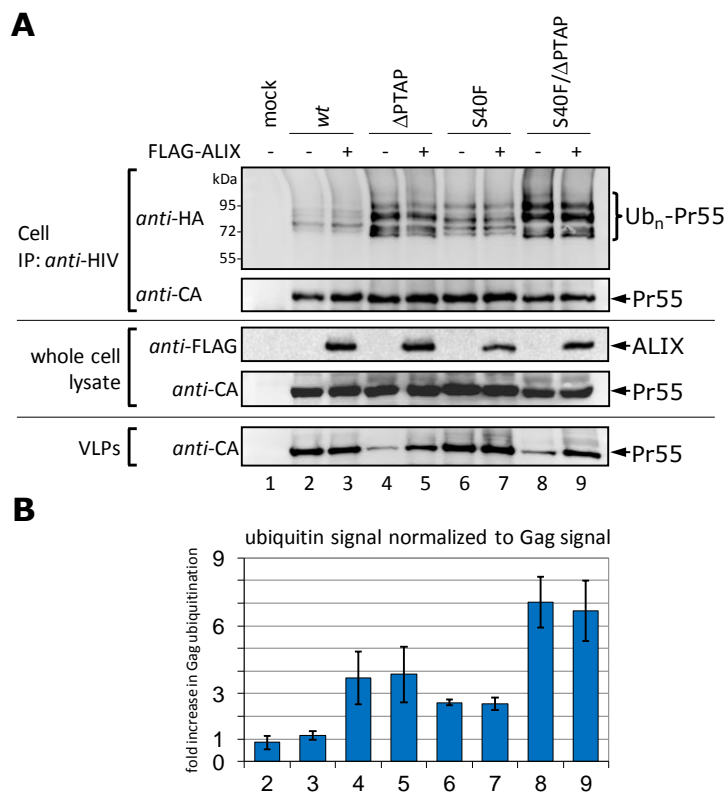 A
mock
wt
ΔPTAP
S40F
S40F/ΔPTAP
FLAG-ALIX - + - + - + - +
kDa
95
72
55
Cell
IP: anti-HIV
anti-HA
Ubn-Pr55
anti-CA
Pr55
whole cell
lysate
anti-FLAG
ALIX
anti-CA
Pr55
VLPs
anti-CA
Pr55
1 2 3 4 5 6 7 8 9
B
ubiquitin signal normalized to Gag signal
fold increase in Gag ubiquitination
9
6
3
1
0
2 3 4 5 6 7 8 9